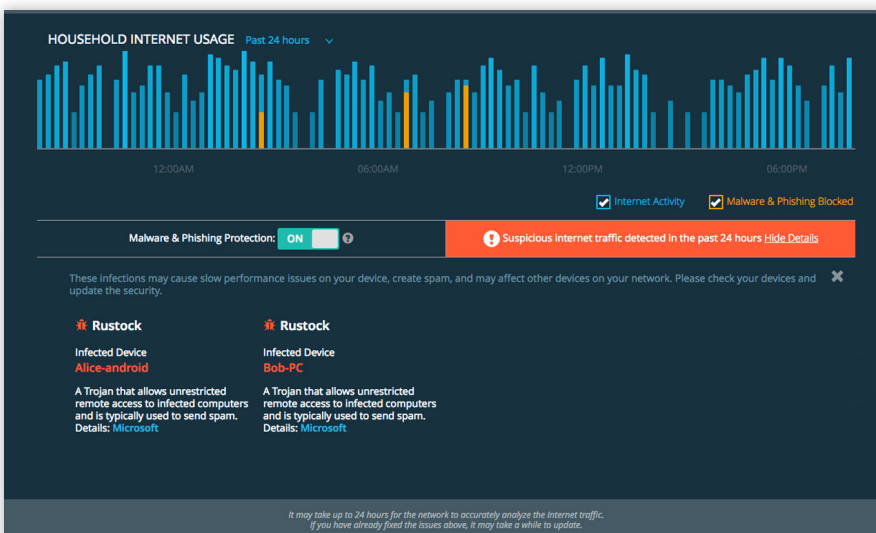 HOUSEHOLD INTERNET USAGE Past 24 hours
12:00AM 06:00AM 12:00PM 06:00PM
Internet Activity Malware & Phishing Blocked
Malware & Phishing Protection: ON ?
! Suspicious internet traffic detected in the past 24 hours Hide Details
These infections may cause slow performance issues on your device, create spam, and may affect other devices on your network. Please check your devices and
update the security.
Rustock
Infected Device
Alice-android
A Trojan that allows unrestricted
remote access to infected computers
and is typically used to send spam.
Details: Microsoft
Rustock
Infected Device
Bob-PC
A Trojan that allows unrestricted
remote access to infected computers
and is typically used to send spam.
Details: Microsoft
It may take up to 24 hours for the network to accurately analyze the Internet traffic.
If you have already fixed the issues above, it may take a while to update.